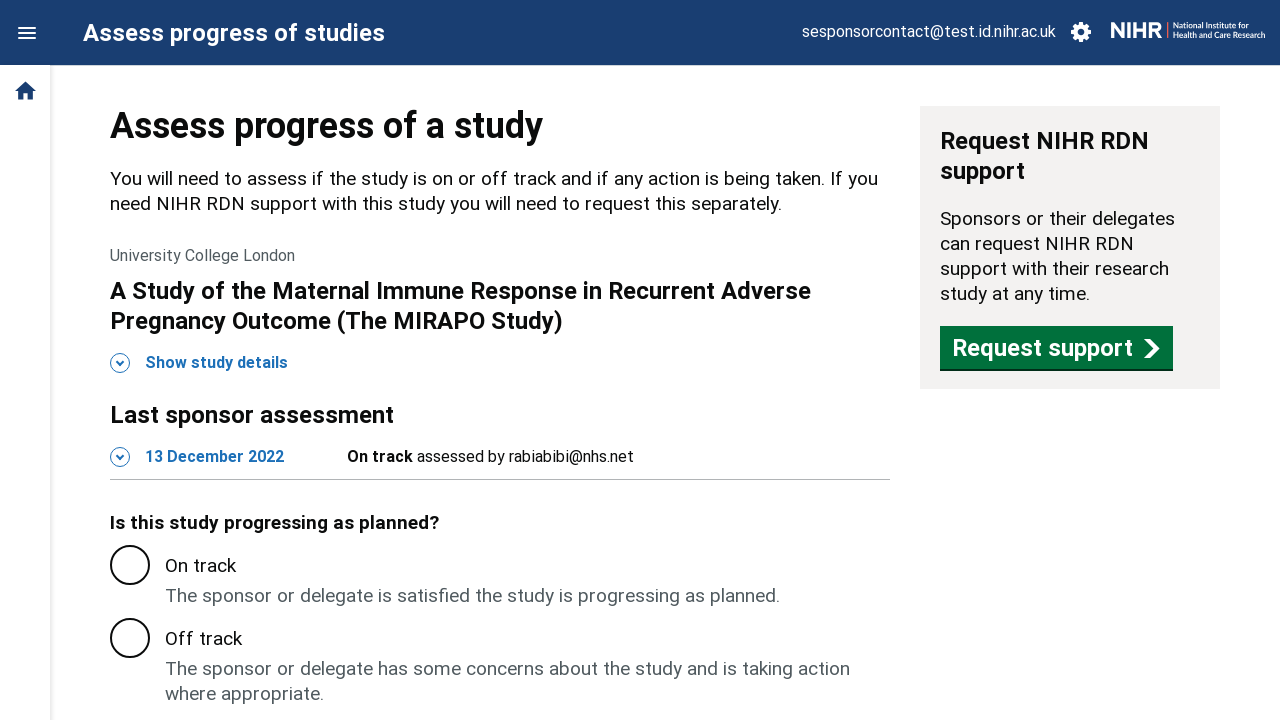 Assess progress of studies
sesponsorcontact@test.id.nihr.ac.uk
NIHR | National Institute for
Health and Care Research
Assess progress of a study
You will need to assess if the study is on or off track and if any action is being taken. If you
need NIHR RDN support with this study you will need to request this separately.
University College London
A Study of the Maternal Immune Response in Recurrent Adverse
Pregnancy Outcome (The MIRAPO Study)
Show study details
Last sponsor assessment
13 December 2022 On track assessed by rabiabibi@nhs.net
Is this study progressing as planned?
On track
The sponsor or delegate is satisfied the study is progressing as planned.
Off track
The sponsor or delegate has some concerns about the study and is taking action
where appropriate.
Request NIHR RDN
support
Sponsors or their delegates
can request NIHR RDN
support with their research
study at any time.
Request support